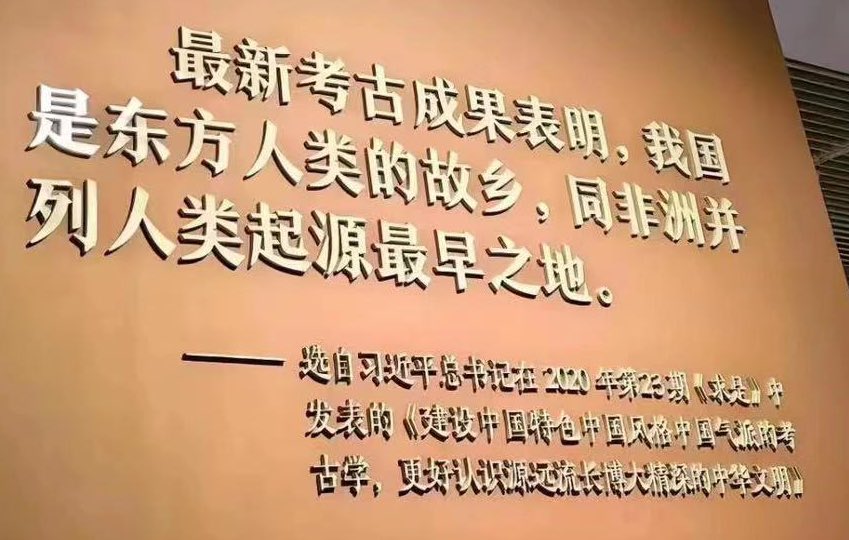 最新考古成果表明，我国
是东方人类的故乡，同非洲并
列人类起源最早之地。
——选自习近平总书记在2020年第23期《求是》中
发表的《建设中国特色中国风格中国气派的考
古学，更好认识源远流长博大精深的中华文明》